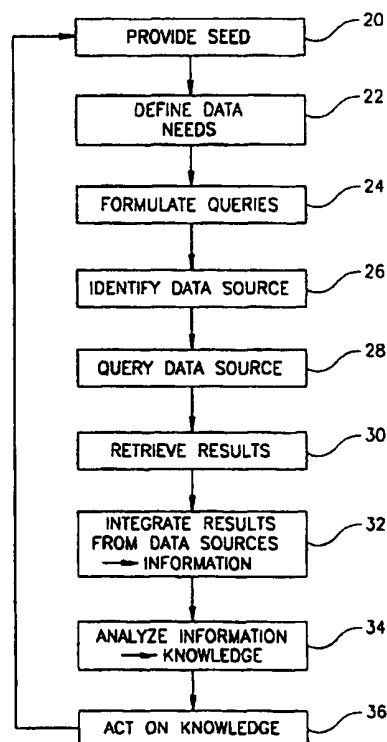 PROVIDE SEED
20
DEFINE DATA
NEEDS
22
FORMULATE QUERIES
24
IDENTIFY DATA SOURCE
26
QUERY DATA SOURCE
28
RETRIEVE RESULTS
30
INTEGRATE RESULTS
FROM DATA SOURCES
→ INFORMATION
32
ANALYZE INFORMATION
→ KNOWLEDGE
34
ACT ON KNOWLEDGE
36